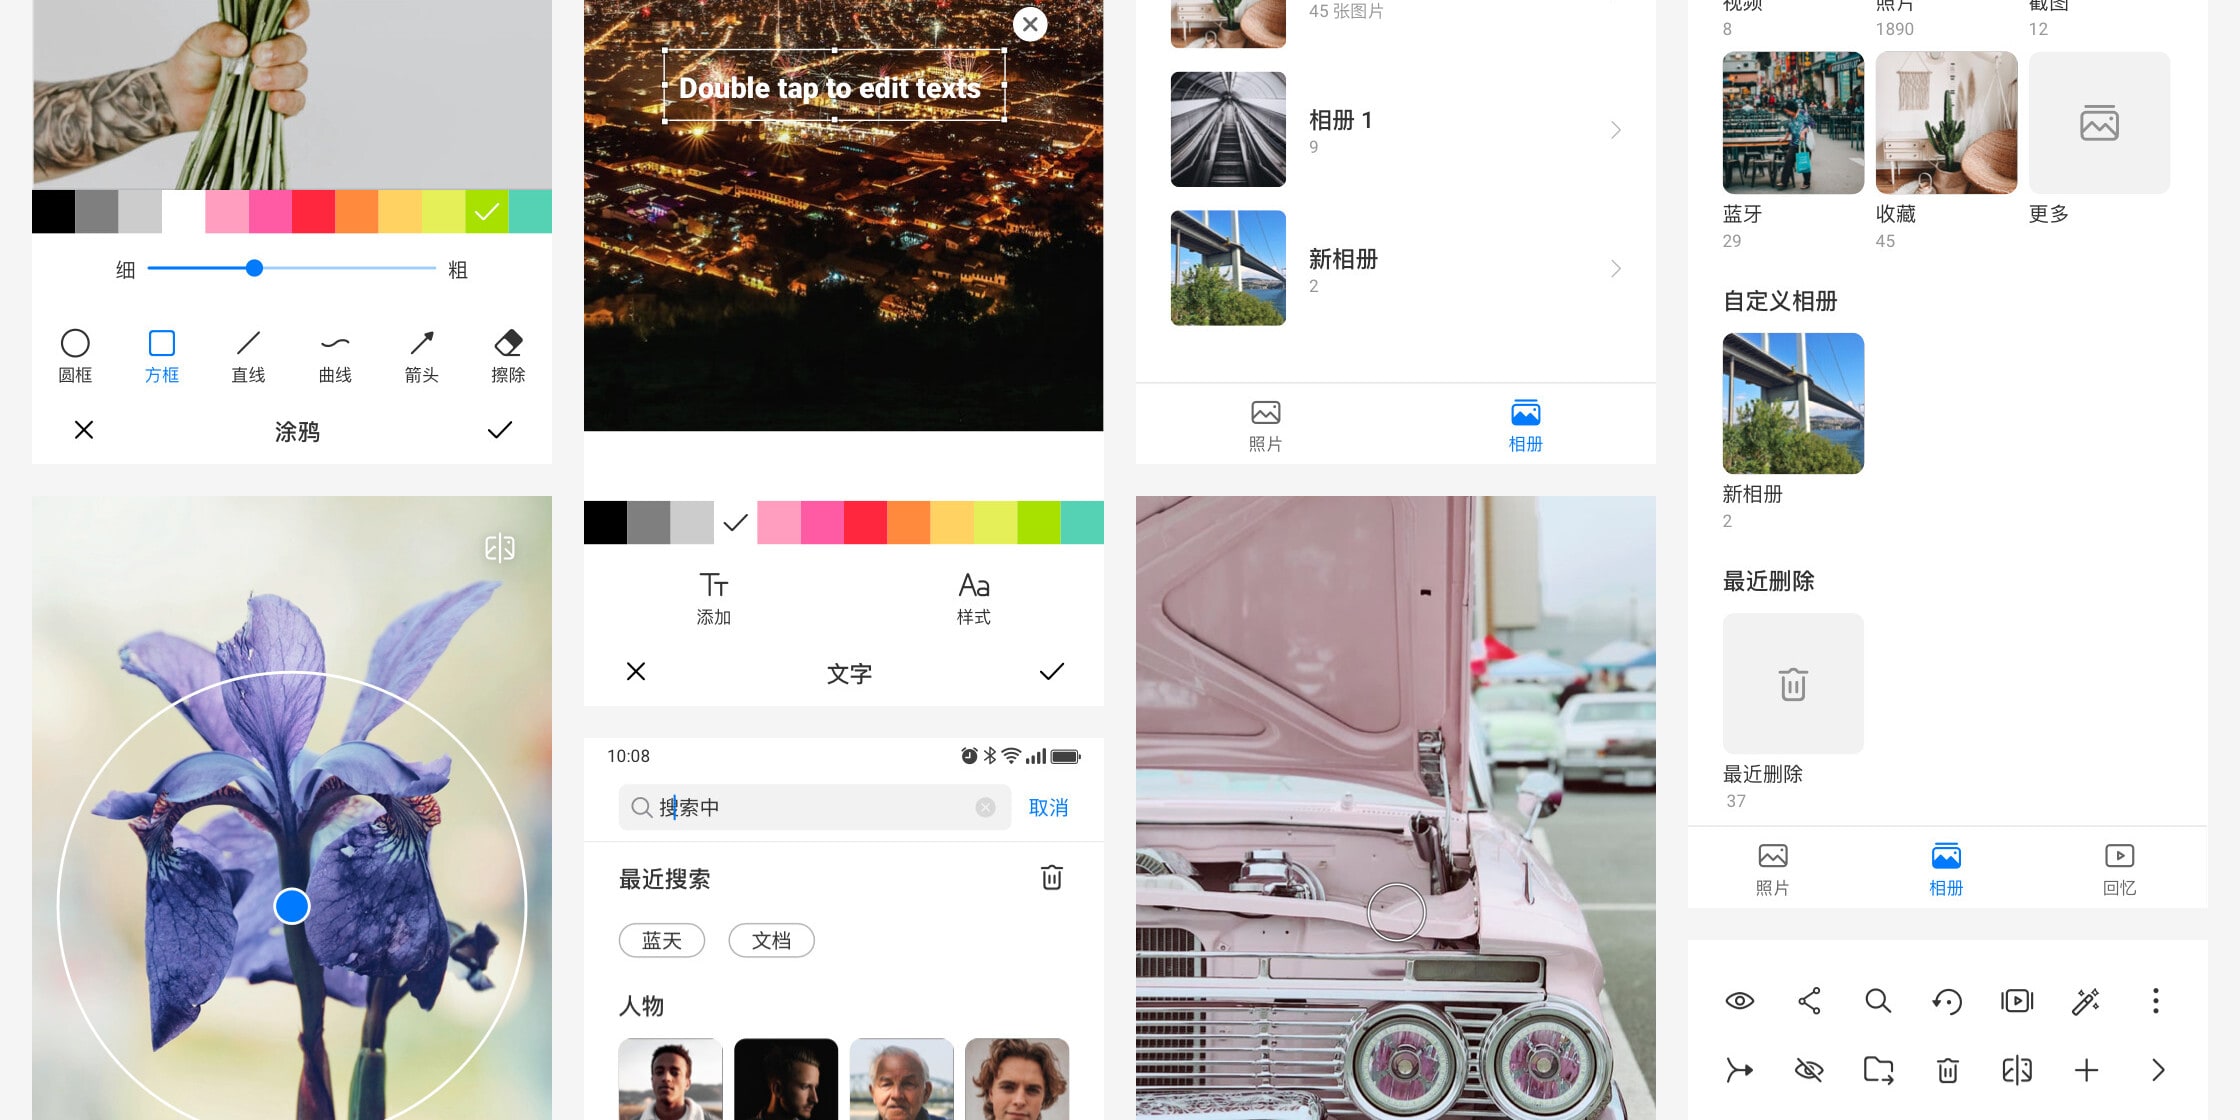 细
粗
圆框
方框
直线
曲线
箭头
擦除
涂鸦
Double tap to edit texts
添加
样式
文字
10:08
搜索中
取消
最近搜索
蓝天
文档
人物
45 张图片
相册 1
9
新相册
2
照片
相册
视频
照片
截图
8
1890
12
蓝牙
收藏
更多
29
45
自定义相册
新相册
2
最近删除
最近删除
37
照片
相册
回忆